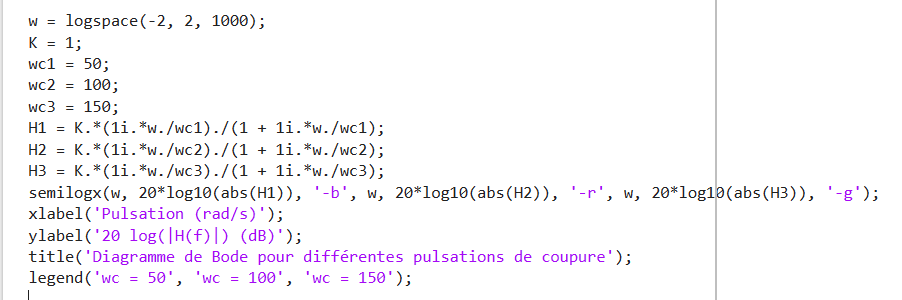 w = logspace(-2, 2, 1000);
K = 1;
wc1 = 50;
wc2 = 100;
wc3 = 150;
H1 = K.*(1i.*w./wc1)./(1 + 1i.*w./wc1);
H2 = K.*(1i.*w./wc2)./(1 + 1i.*w./wc2);
H3 = K.*(1i.*w./wc3)./(1 + 1i.*w./wc3);
semilogx(w, 20*log10(abs(H1)), '-b', w, 20*log10(abs(H2)), '-r', w, 20*log10(abs(H3)), '-g');
xlabel('Pulsation (rad/s)');
ylabel('20 log(|H(f)|) (dB)');
title('Diagramme de Bode pour différentes pulsations de coupure');
legend('wc = 50', 'wc = 100', 'wc = 150');